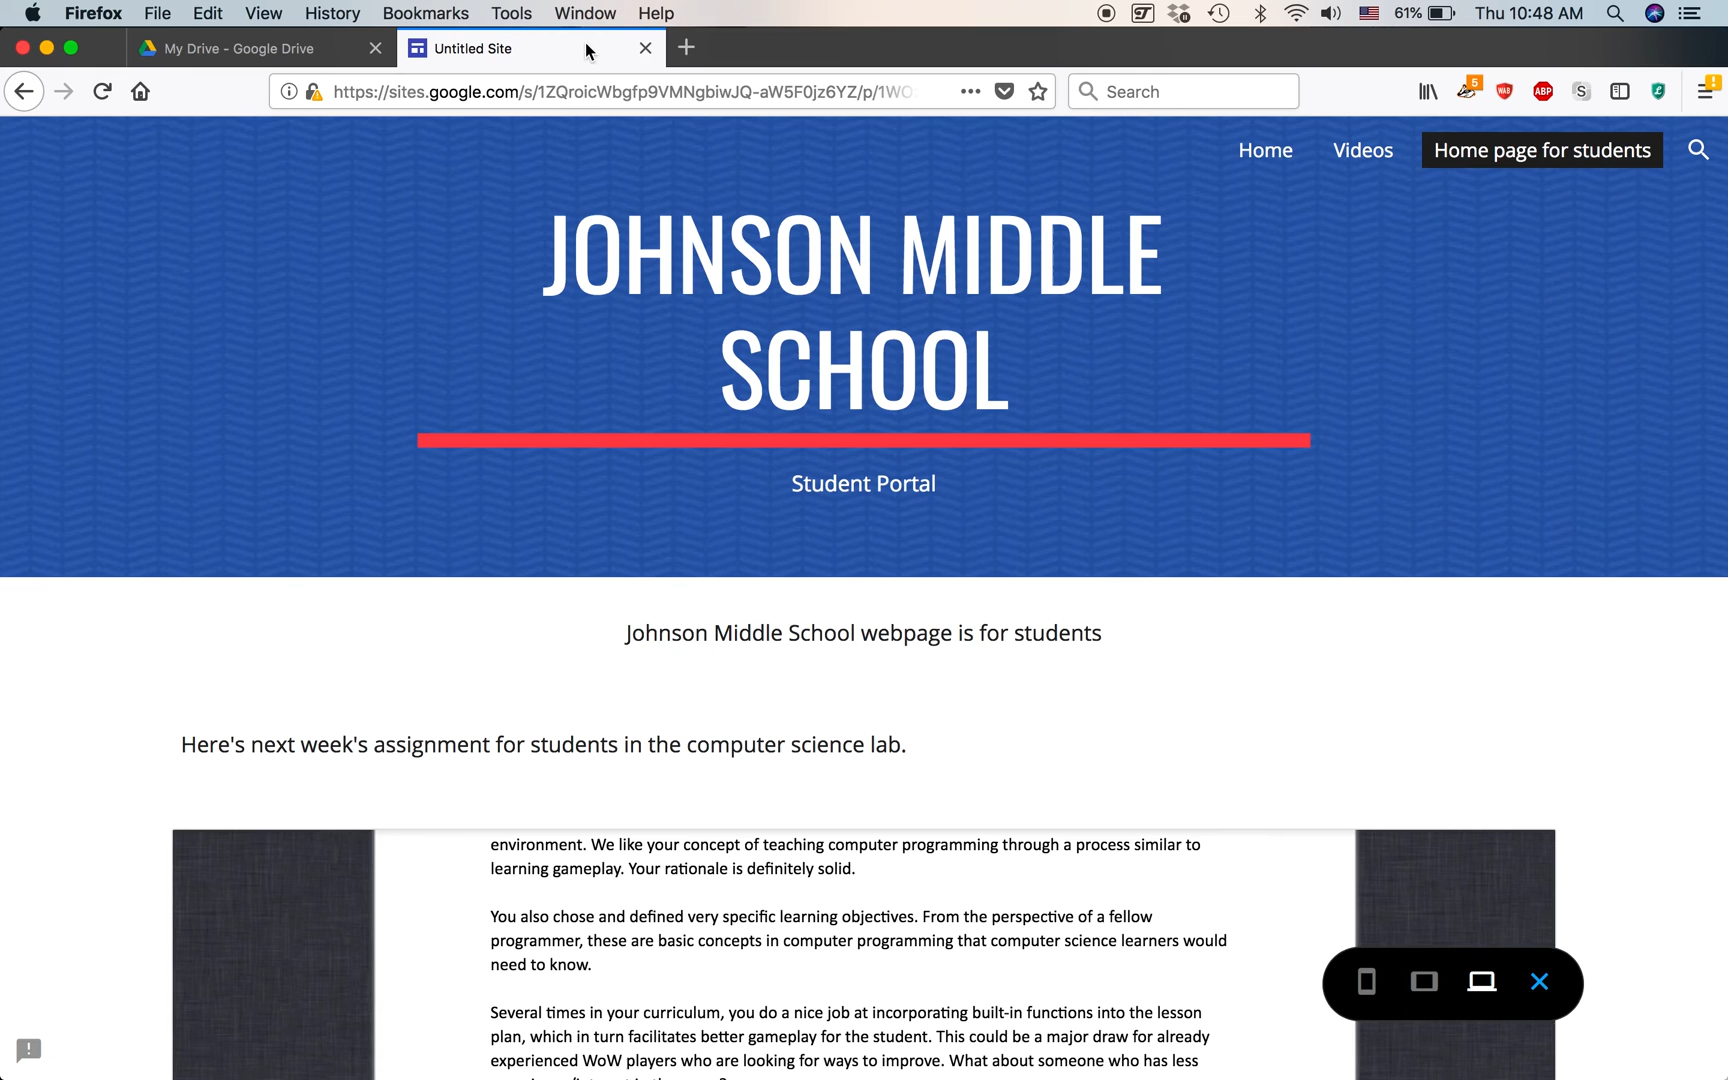 Firefox File Edit View History Bookmarks Tools Window Help 61% Thu 10:48 AM
My Drive - Google Drive Untitled Site
https://sites.google.com/s/1ZQroicWbgfp9VMNgbiwJQ-aW5F0jz6YZ/p/1WO Search 5 WAB ABP S
Home Videos Home page for students
JOHNSON MIDDLE
SCHOOL
Student Portal
Johnson Middle School webpage is for students
Here's next week's assignment for students in the computer science lab.
environment. We like your concept of teaching computer programming through a process similar to
learning gameplay. Your rationale is definitely solid.
You also chose and defined very specific learning objectives. From the perspective of a fellow
programmer, these are basic concepts in computer programming that computer science learners would
need to know.
Several times in your curriculum, you do a nice job at incorporating built-in functions into the lesson
plan, which in turn facilitates better gameplay for the student. This could be a major draw for already
experienced WoW players who are looking for ways to improve. What about someone who has less